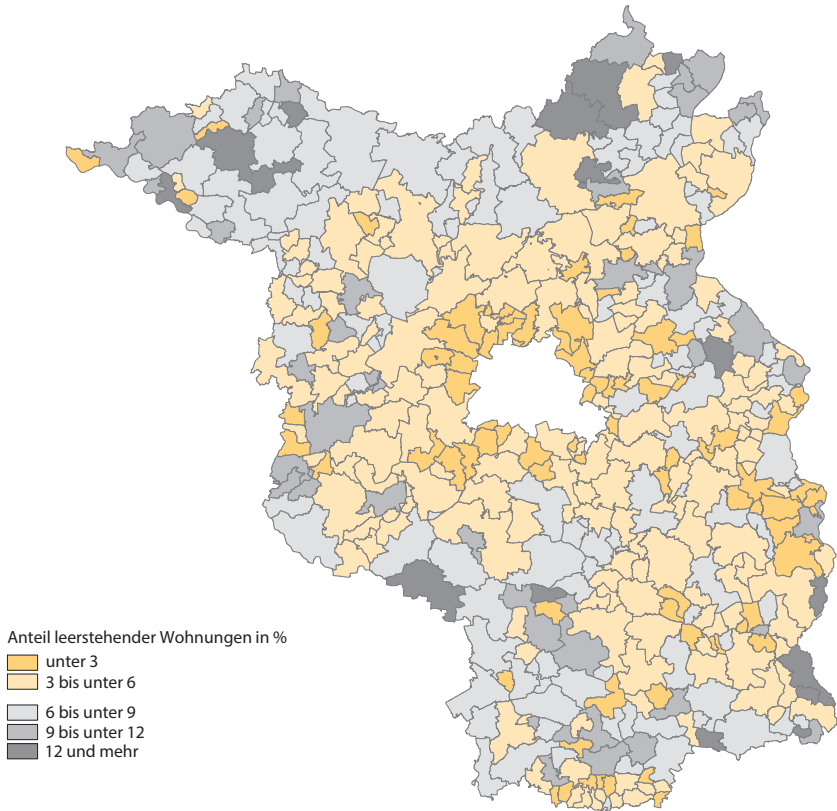 Anteil leerstehender Wohnungen in %
unter 3
3 bis unter 6
6 bis unter 9
9 bis unter 12
12 und mehr